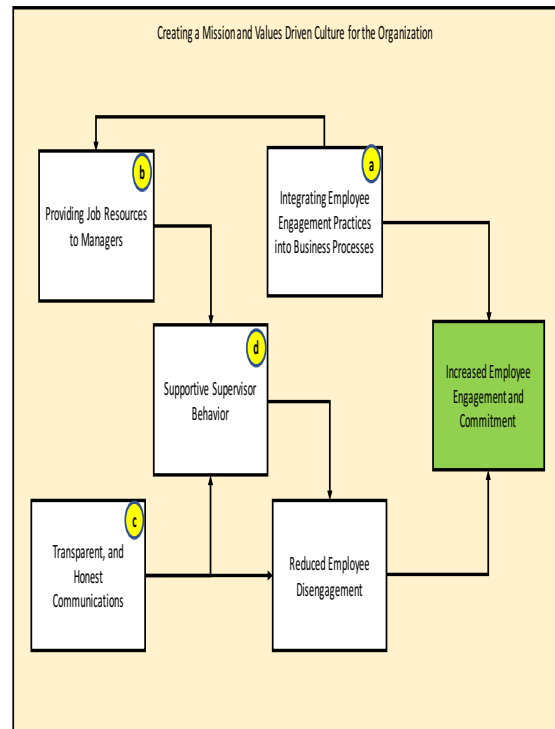 Creating a Mission and Values Driven Culture for the Organization
b
Providing Job Resources
to Managers
a
Integrating Employee
Engagement Practices
into Business Processes
d
Supportive Supervisor
Behavior
Increased Employee
Engagement and
Commitment
c
Transparent, and
Honest
Communications
Reduced Employee
Disengagement